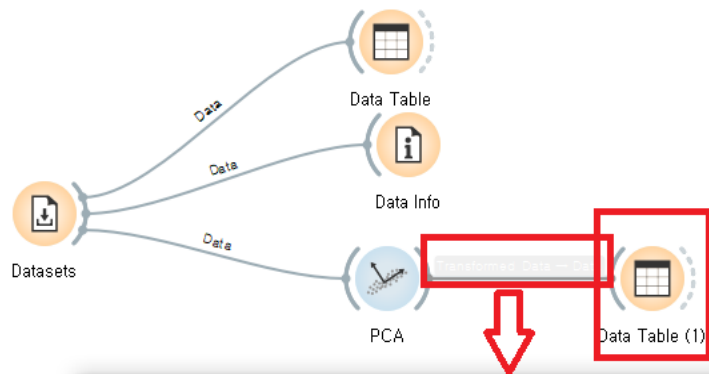 Data
Data Table
Data
Data Info
Datasets
Data
Transformed Data —
PCA
Data Table (1)